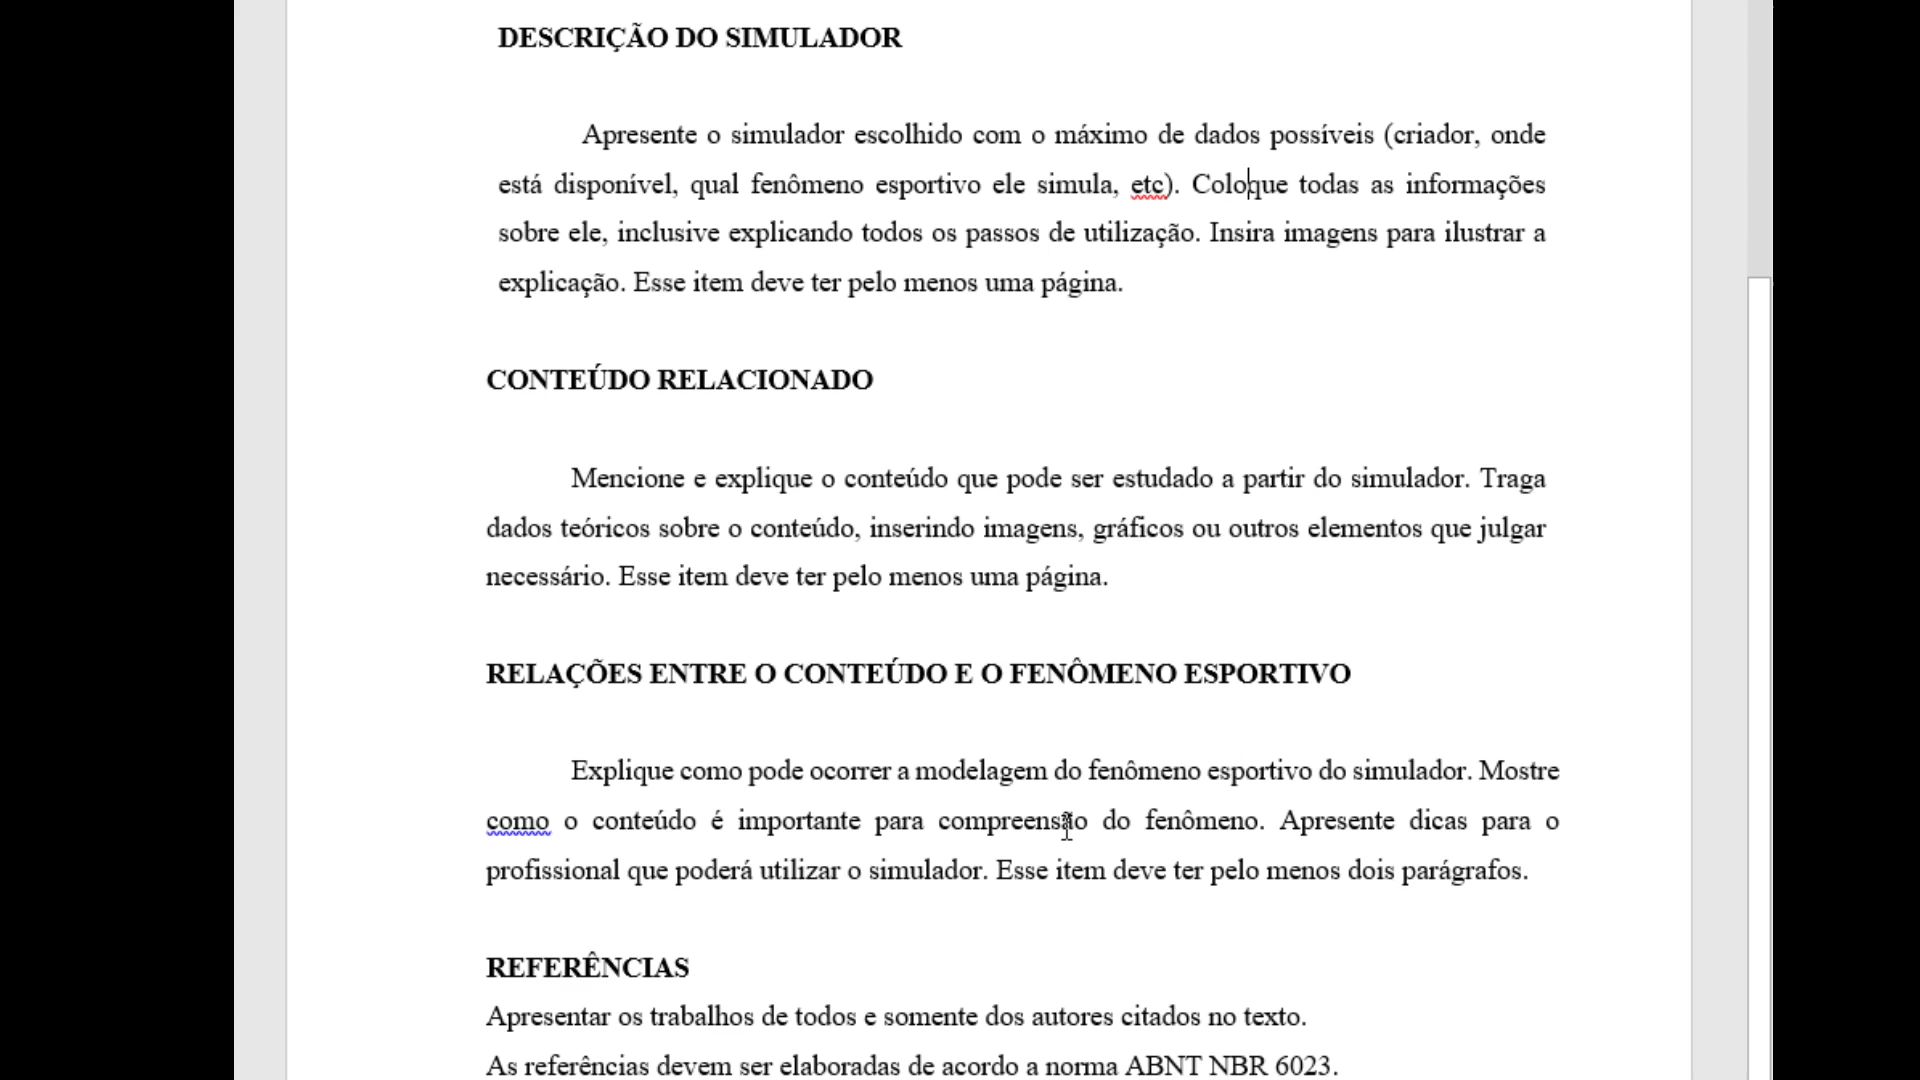 DESCRIÇÃO DO SIMULADOR
Apresente o simulador escolhido com o máximo de dados possíveis (criador, onde
está disponível, qual fenômeno esportivo ele simula, etc). Coloque todas as informações
sobre ele, inclusive explicando todos os passos de utilização. Insira imagens para ilustrar a
explicação. Esse item deve ter pelo menos uma página.
CONTEÚDO RELACIONADO
Mencione e explique o conteúdo que pode ser estudado a partir do simulador. Traga
dados teóricos sobre o conteúdo, inserindo imagens, gráficos ou outros elementos que julgar
necessário. Esse item deve ter pelo menos uma página.
RELAÇÕES ENTRE O CONTEÚDO E O FENÔMENO ESPORTIVO
Explique como pode ocorrer a modelagem do fenômeno esportivo do simulador. Mostre
como o conteúdo é importante para compreensão do fenômeno. Apresente dicas para o
profissional que poderá utilizar o simulador. Esse item deve ter pelo menos dois parágrafos.
REFERÊNCIAS
Apresentar os trabalhos de todos e somente dos autores citados no texto.
As referências devem ser elaboradas de acordo a norma ABNT NBR 6023.